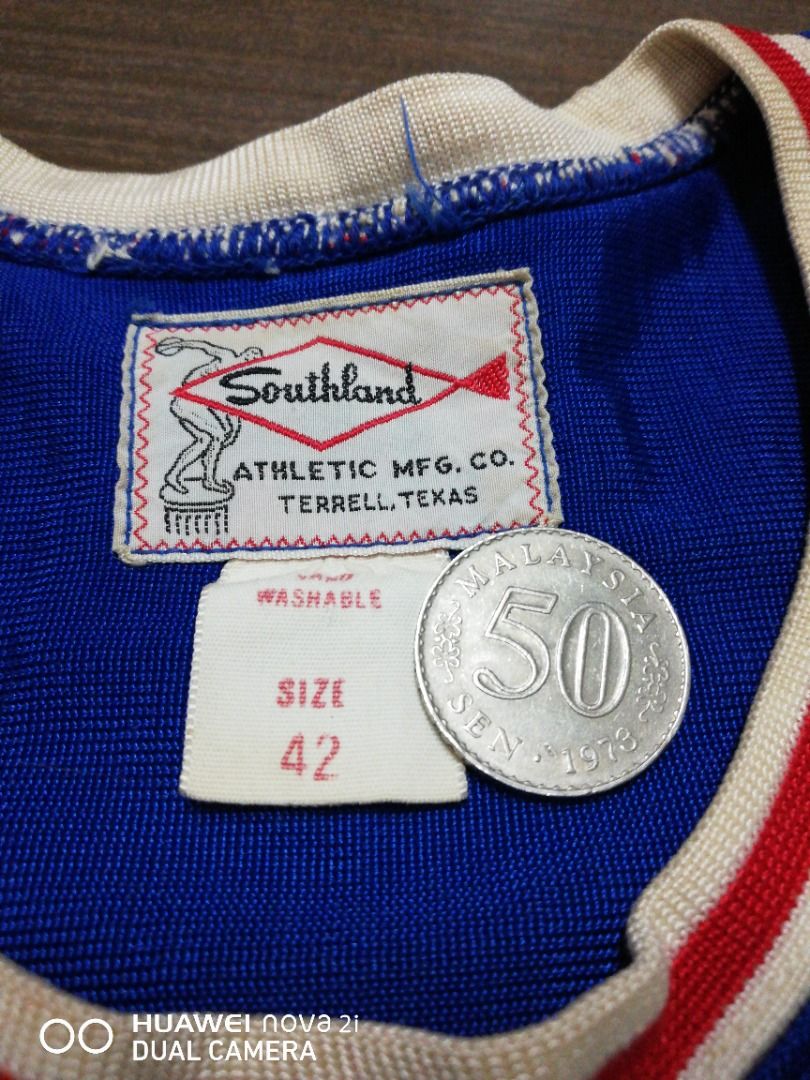 Southland
ATHLETIC MFG. CO.
TERRELL, TEXAS
WASHABLE
SIZE
42
MALAYSIA
50
SEN
1973
HUAWEI nova 2i
DUAL CAMERA